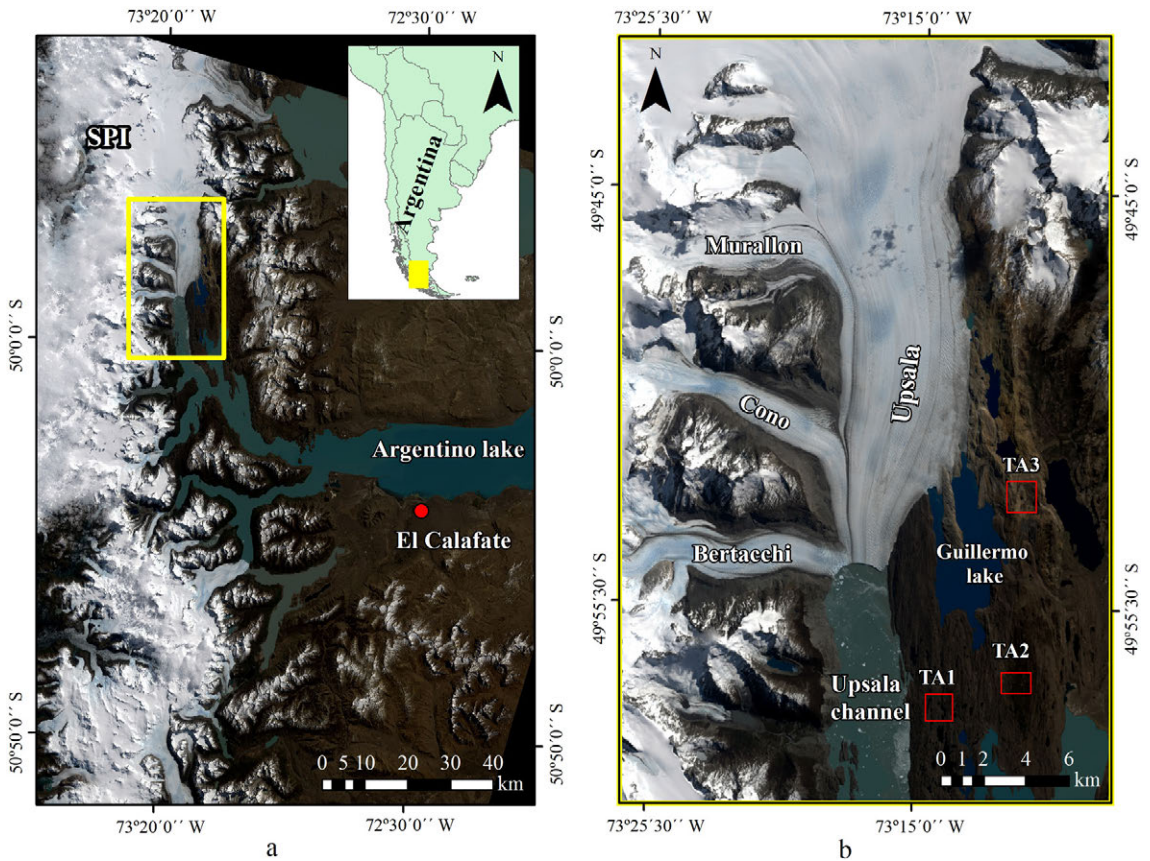 73°20´0´´ W
72°30´0´´ W
SPI
N
Argentina
50°0´0´´ S
50°0´0´´ S
Argentino lake
El Calafate
50°50´0´´ S
50°50´0´´ S
0 5 10 20 30 40
km
73°20´0´´ W
72°30´0´´ W
a
73°25´30´´ W
73°15´0´´ W
N
49°45´0´´ S
49°45´0´´ S
Murallon
Upsala
Cono
TA3
Bertacchi
Guillermo
lake
49°55´30´´ S
49°55´30´´ S
TA2
TA1
Upsala
channel
0 1 2 4 6
km
73°25´30´´ W
73°15´0´´ W
b